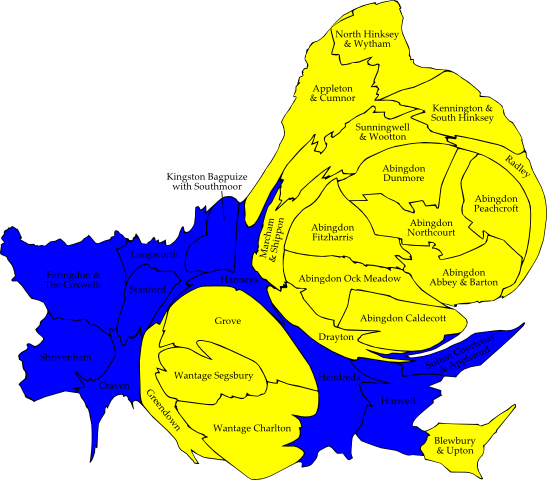 North Hinksey
& Wytham
Appleton
& Cumnor
Kennington &
South Hinksey
Sunningwell
& Wootton
Radley
Abingdon
Dunmore
Kingston Bagpuize
with Southmoor
Abingdon
Peachcroft
Marcham
& Shippon
Abingdon
Fitzharris
Abingdon
Northcourt
Longworth
Faringdon &
The Coxwells
Stanford
Hanneys
Abingdon Ock Meadow
Abingdon
Abbey & Barton
Grove
Abingdon Caldecott
Drayton
Shrivenham
Sutton Courtenay
& Appleford
Craven
Wantage Segsbury
Hendreds
Greendown
Harwell
Wantage Charlton
Blewbury
& Upton